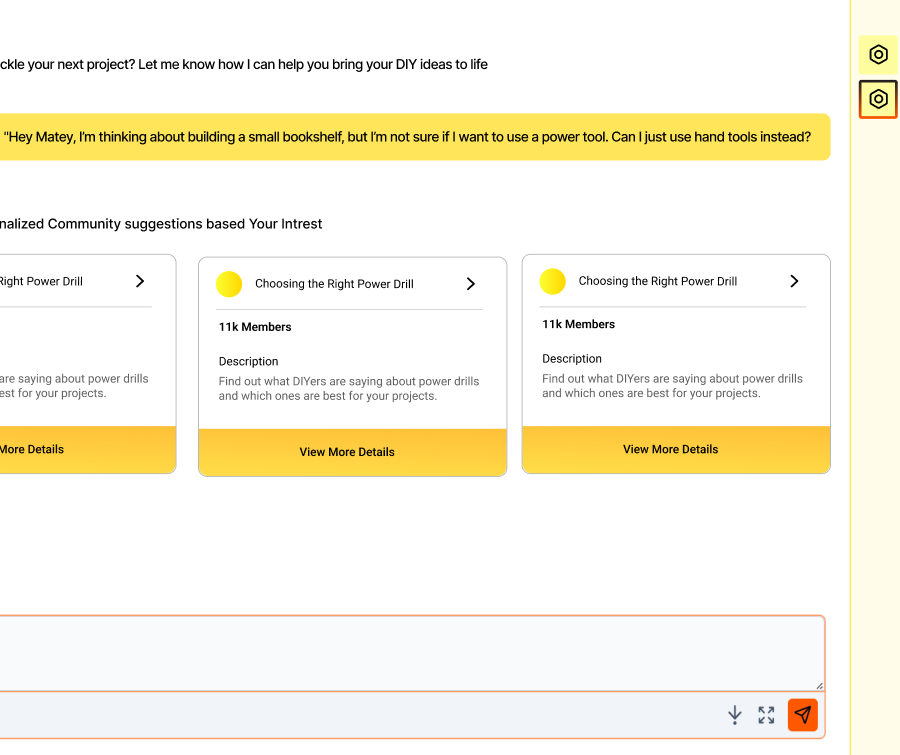 ckle your next project? Let me know how I can help you bring your DIY ideas to life
"Hey Matey, I'm thinking about building a small bookshelf, but I'm not sure if I want to use a power tool. Can I just use hand tools instead?
nalized Community suggestions based Your Intrest
Right Power Drill
are saying about power drills
est for your projects.
More Details
Choosing the Right Power Drill
11k Members
Description
Find out what DIYers are saying about power drills
and which ones are best for your projects.
View More Details
Choosing the Right Power Drill
11k Members
Description
Find out what DIYers are saying about power drills
and which ones are best for your projects.
View More Details